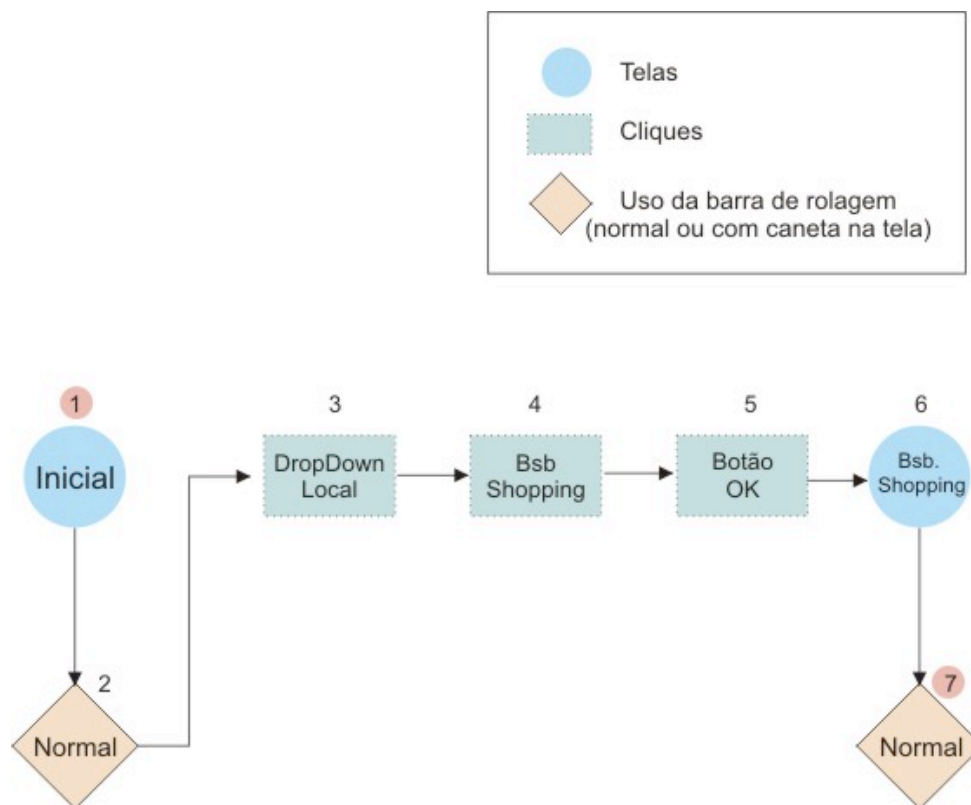 Telas
Cliques
Uso da barra de rolagem
(normal ou com caneta na tela)
1
3
4
5
6
Inicial
DropDown
Local
Bsb
Shopping
Botão
OK
Bsb.
Shopping
2
7
Normal
Normal